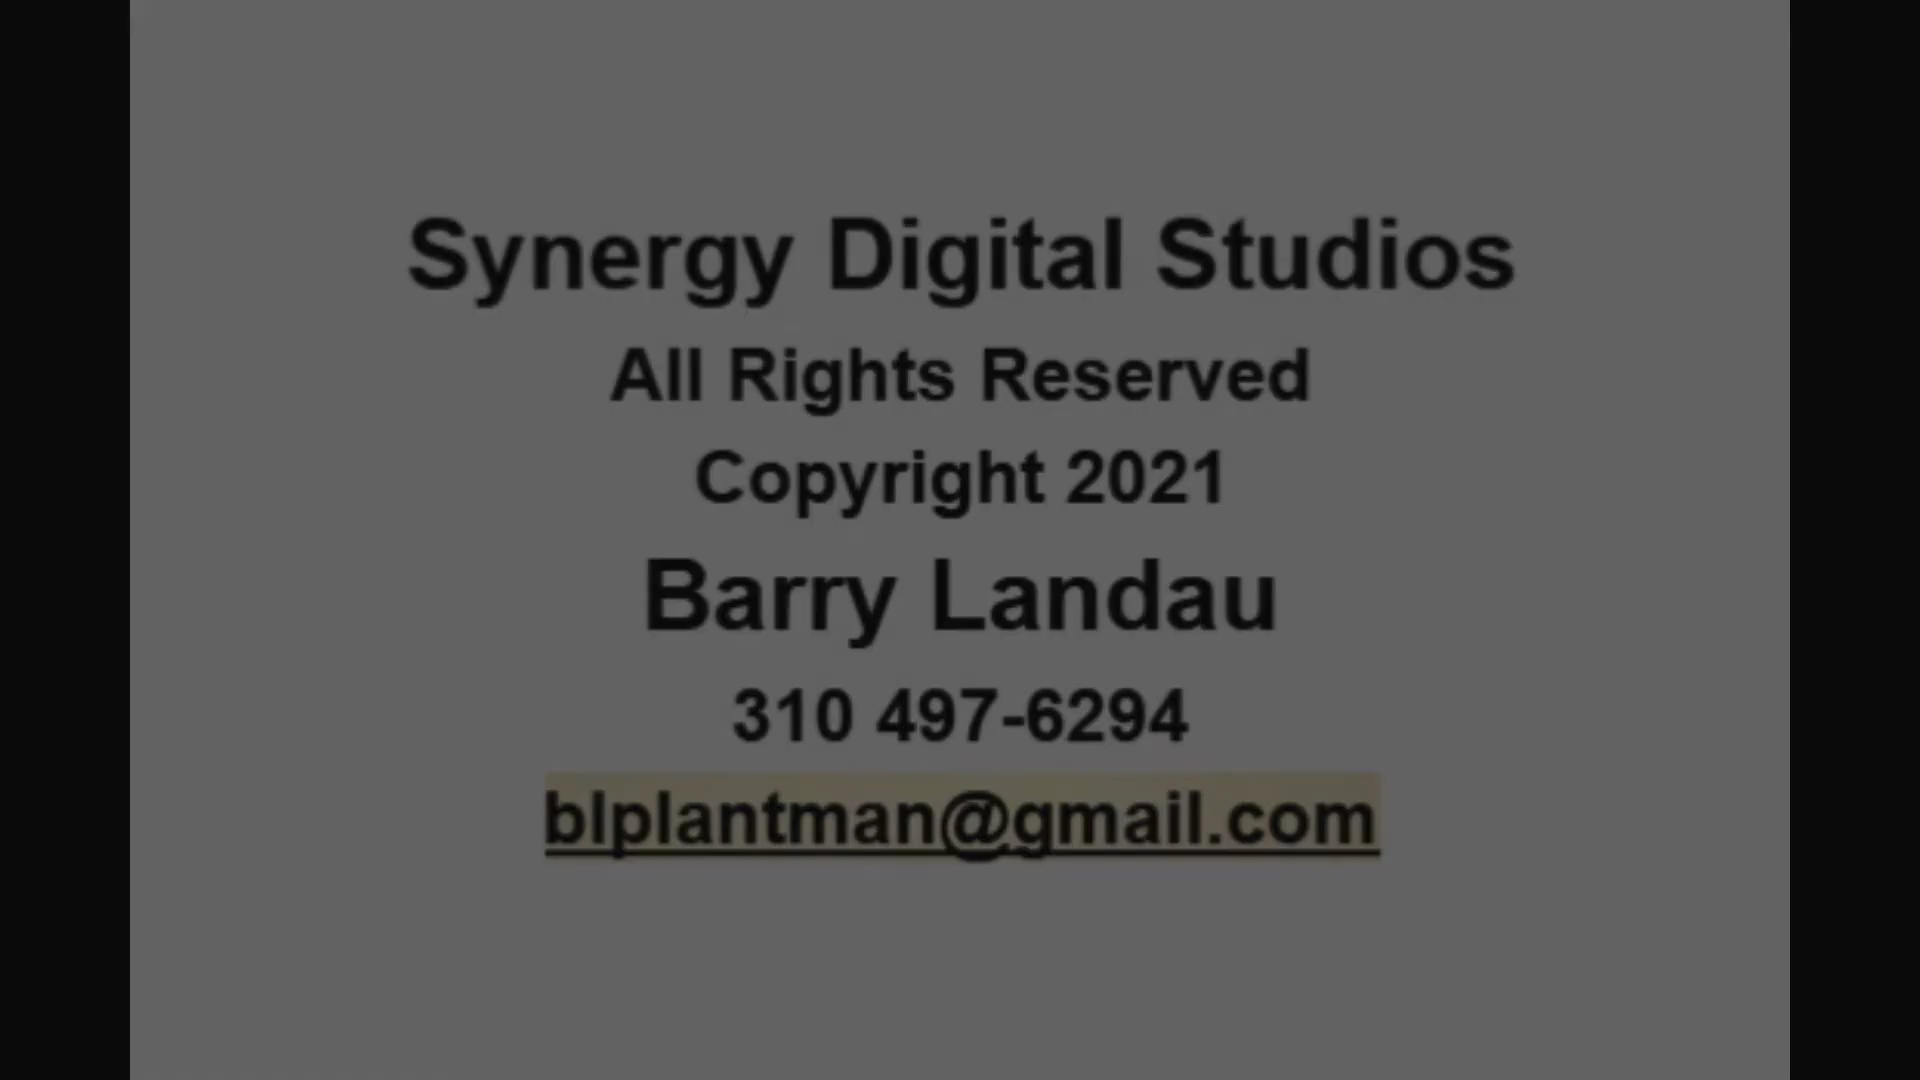 Synergy Digital Studios
All Rights Reserved
Copyright 2021
Barry Landau
310 497-6294
blplantman@gmail.com